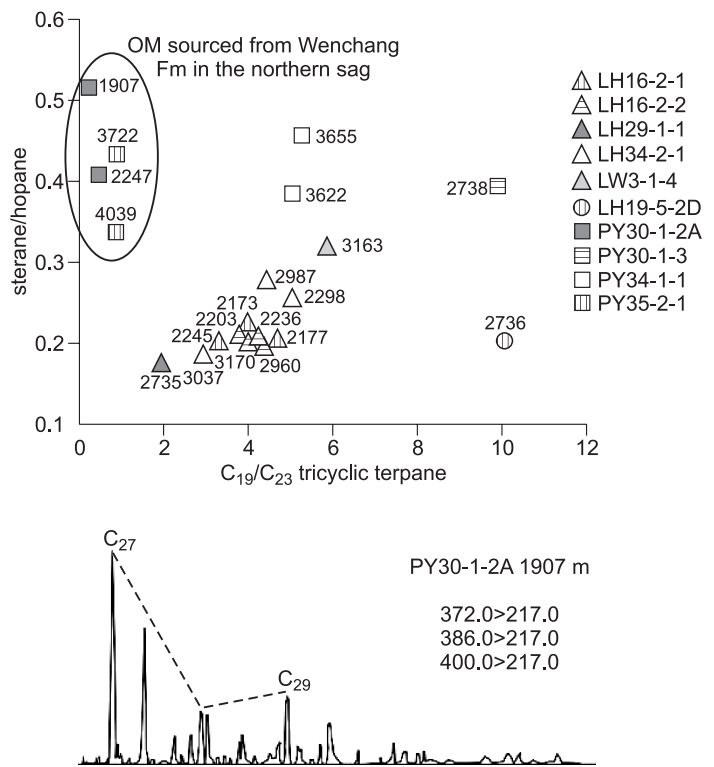 0.6
0.5
0.4
0.3
0.2
0.1
sterane/hopane
0 2 4 6 8 10 12
C₁₉/C₂₃ tricyclic terpane
OM sourced from Wenchang
Fm in the northern sag
1907
3722
2247
4039
3655
3622
2738
3163
2987
2298
2173
2203
2236
2245
2177
2736
3170
2735
3037
2960
LH16-2-1
LH16-2-2
LH29-1-1
LH34-2-1
LW3-1-4
LH19-5-2D
PY30-1-2A
PY30-1-3
PY34-1-1
PY35-2-1
C₂₇
C₂₉
PY30-1-2A 1907 m
372.0>217.0
386.0>217.0
400.0>217.0